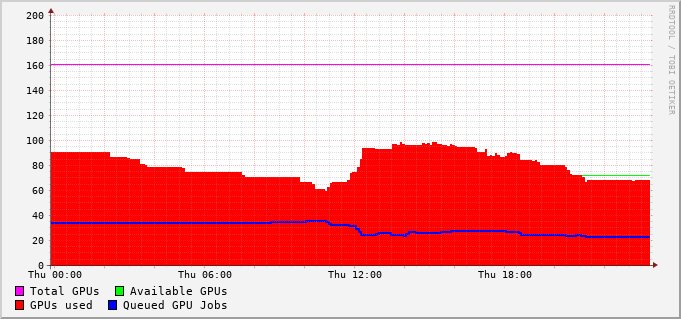 200
180
160
140
120
100
80
60
40
20
0
Thu 00:00 Thu 06:00 Thu 12:00 Thu 18:00
Total GPUs Available GPUs
GPUs used Queued GPU Jobs
RRDTOOL / TOBI OETIKER